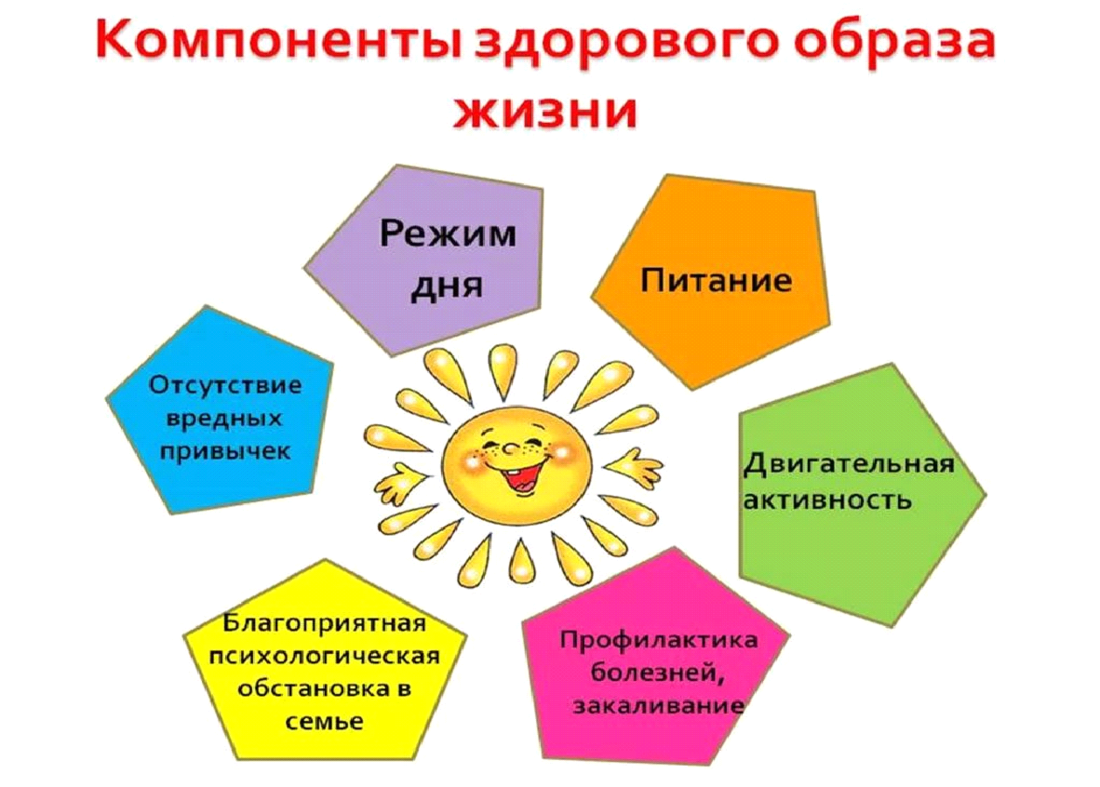 Компоненты здорового образа
жизни
Режим
дня
Питание
Отсутствие
вредных
привычек
Двигательная
активность
Благоприятная
психологическая
обстановка в
семье
Профилактика
болезней,
закаливание